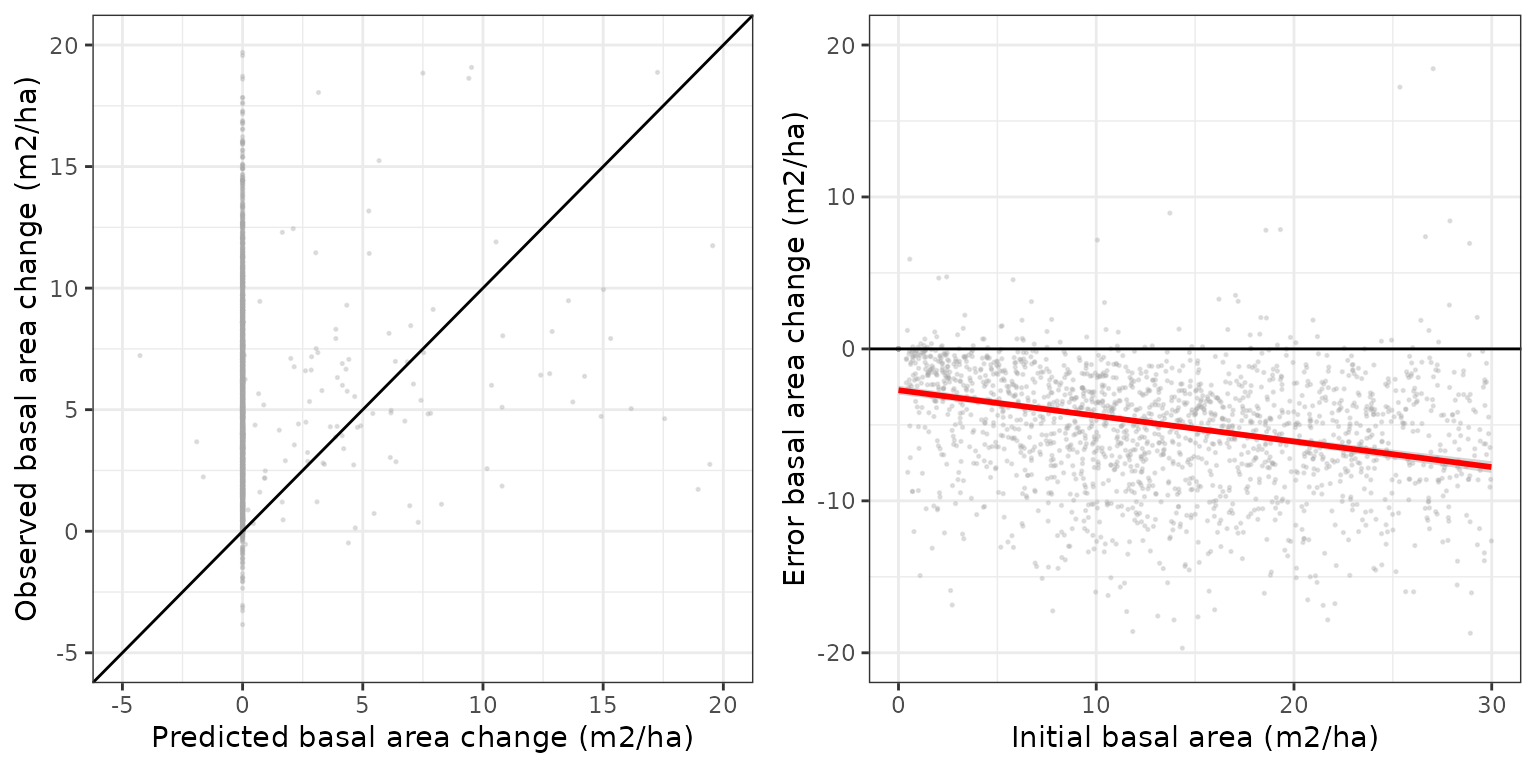 Observed basal area change (m2/ha)
20
15
10
5
0
-5
-5 0 5 10 15 20
Predicted basal area change (m2/ha)
Error basal area change (m2/ha)
20
10
0
-10
-20
0 10 20 30
Initial basal area (m2/ha)